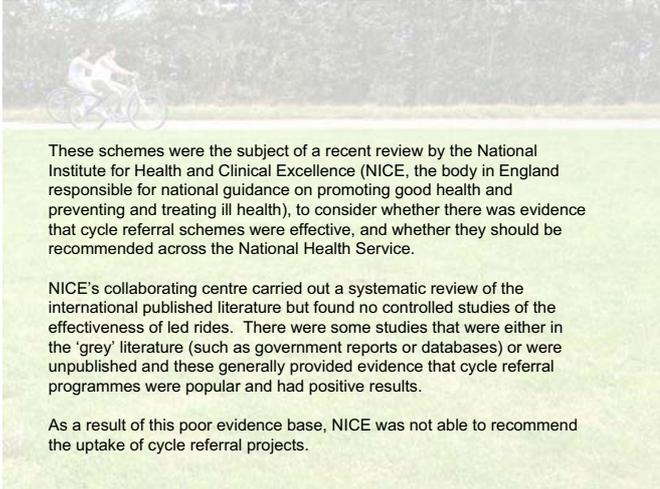 These schemes were the subject of a recent review by the National
Institute for Health and Clinical Excellence (NICE, the body in England
responsible for national guidance on promoting good health and
preventing and treating ill health), to consider whether there was evidence
that cycle referral schemes were effective, and whether they should be
recommended across the National Health Service.
NICE's collaborating centre carried out a systematic review of the
international published literature but found no controlled studies of the
effectiveness of led rides.  There were some studies that were either in
the 'grey' literature (such as government reports or databases) or were
unpublished and these generally provided evidence that cycle referral
programmes were popular and had positive results.
As a result of this poor evidence base, NICE was not able to recommend
the uptake of cycle referral projects.